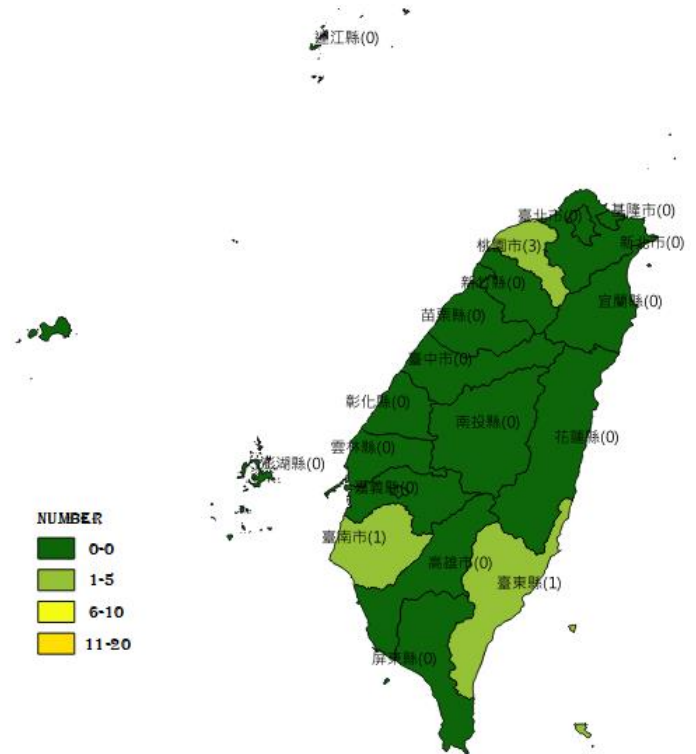 連江縣(0)
臺北市(0)
基隆市(0)
桃園市(3)
新北市(0)
新竹縣(0)
宜蘭縣(0)
苗栗縣(0)
臺中市(0)
彰化縣(0)
南投縣(0)
花蓮縣(0)
雲林縣(0)
澎湖縣(0)
嘉義縣(0)
臺南市(1)
高雄市(0)
臺東縣(1)
屏東縣(0)
NUMBER
0-0
1-5
6-10
11-20